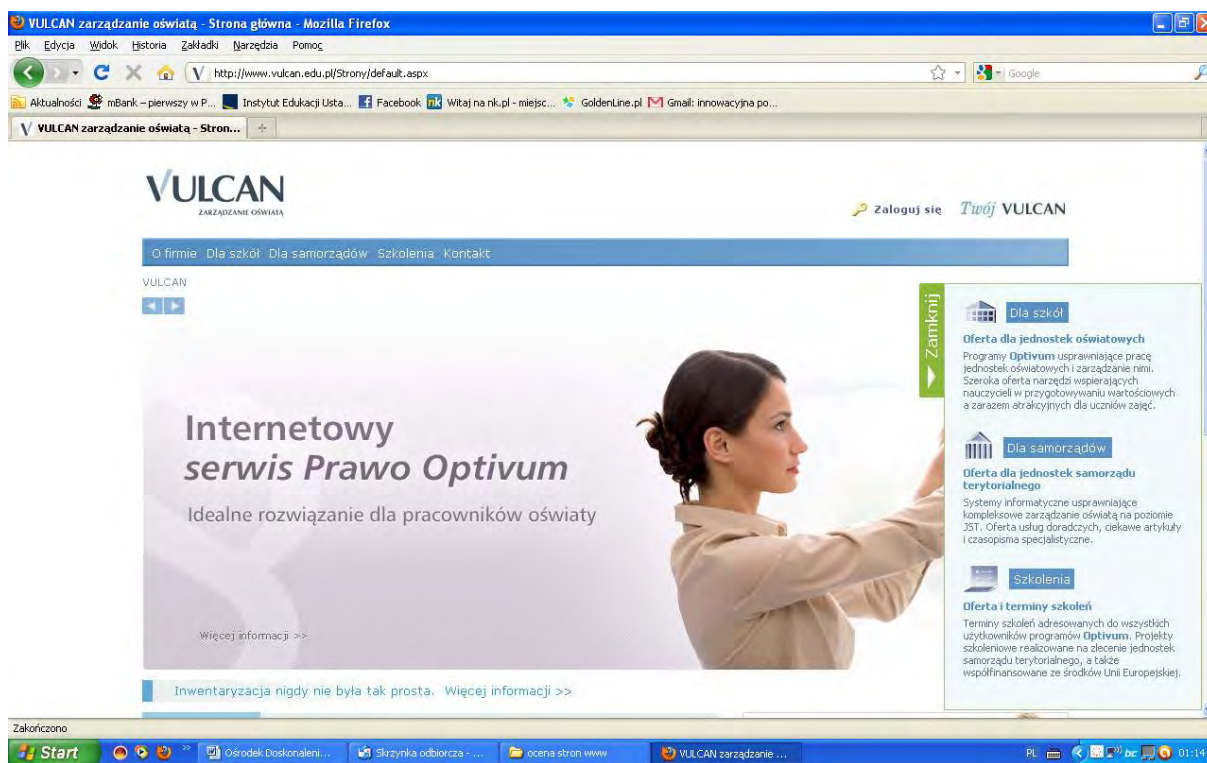 VULCAN zarządzanie oświatą - Strona główna - Mozilla Firefox
Plik Edycja Widok Historia Zakładki Narzędzia Pomoc
http://www.vulcan.edu.pl/Strony/default.aspx
Google
Aktualności mBank – pierwszy w P... Instytut Edukacji Usta... Facebook nk Witaj na nk.pl - miejsc... GoldenLine.pl Gmail: innowacyjna po...
VULCAN zarządzanie oświatą - Stron...
VULCAN
ZARZĄDZANIE OŚWIATĄ
Zaloguj się Twój VULCAN
O firmie Dla szkół Dla samorządów Szkolenia Kontakt
VULCAN
Internetowy
serwis Prawo Optivum
Idealne rozwiązanie dla pracowników oświaty
Więcej informacji >>
Zamknij
Dla szkół
Oferta dla jednostek oświatowych
Programy Optivum usprawniające pracę
jednostek oświatowych i zarządzanie nimi.
Szeroka oferta narzędzi wspierających
nauczycieli w przygotowywaniu wartościowych
a zarazem atrakcyjnych dla uczniów zajęć.
Dla samorządów
Oferta dla jednostek samorządu
terytorialnego
Systemy informatyczne usprawniające
kompleksowe zarządzanie oświatą na poziomie
JST. Oferta usług doradczych, ciekawe artykuły
i czasopisma specjalistyczne.
Szkolenia
Oferta i terminy szkoleń
Terminy szkoleń adresowanych do wszystkich
użytkowników programów Optivum. Projekty
szkoleniowe realizowane na zlecenie jednostek
samorządu terytorialnego, a także
współfinansowane ze środków Unii Europejskiej.
Inwentaryzacja nigdy nie była tak prosta. Więcej informacji >>
Zakończono
Start Ośrodek Doskonaleni... Skrzynka odbiorcza - ... ocena stron www VULCAN zarządzanie ... PL bc 01:14